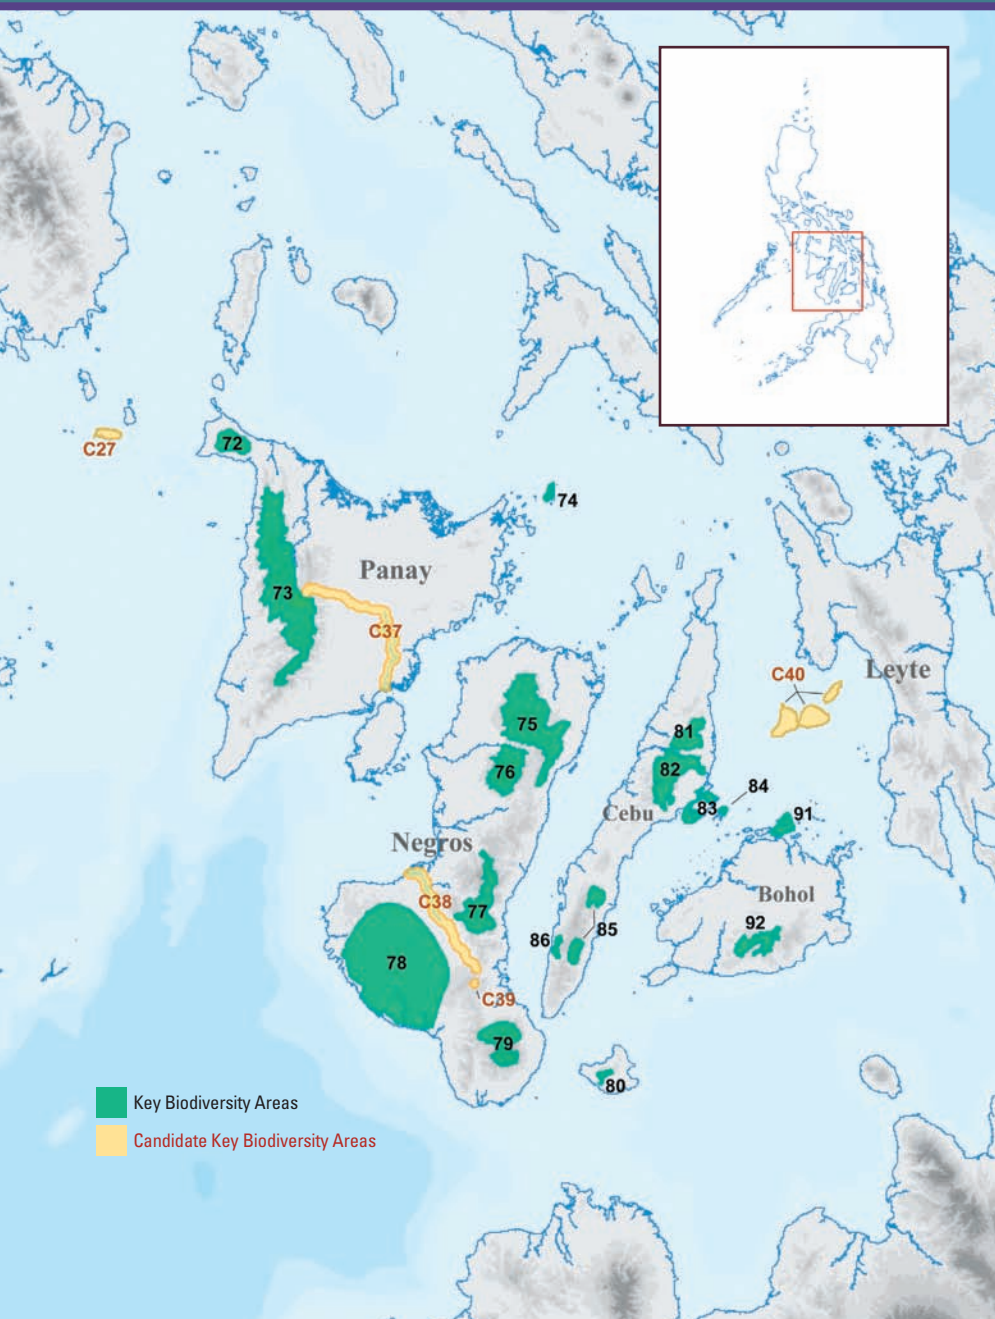 C27
72
74
Panay
73
C37
C40
Leyte
75
81
82
76
84
83
Cebu
91
Negros
Bohol
C38
77
92
85
86
78
C39
79
80
Key Biodiversity Areas
Candidate Key Biodiversity Areas